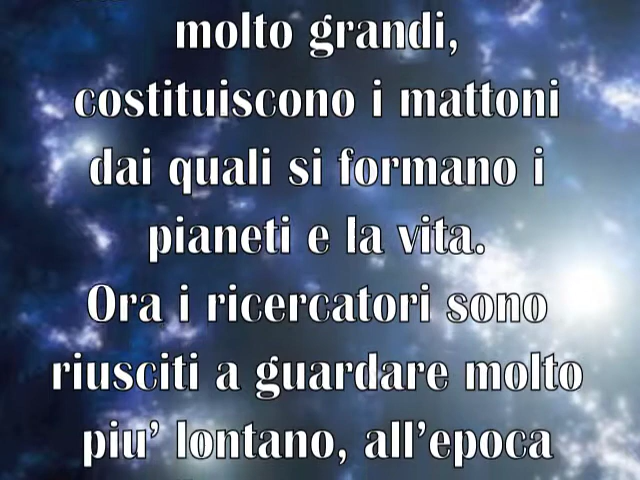 molto grandi,
costituiscono i mattoni
dai quali si formano i
pianeti e la vita.
Ora i ricercatori sono
riusciti a guardare molto
piu' lontano, all'epoca